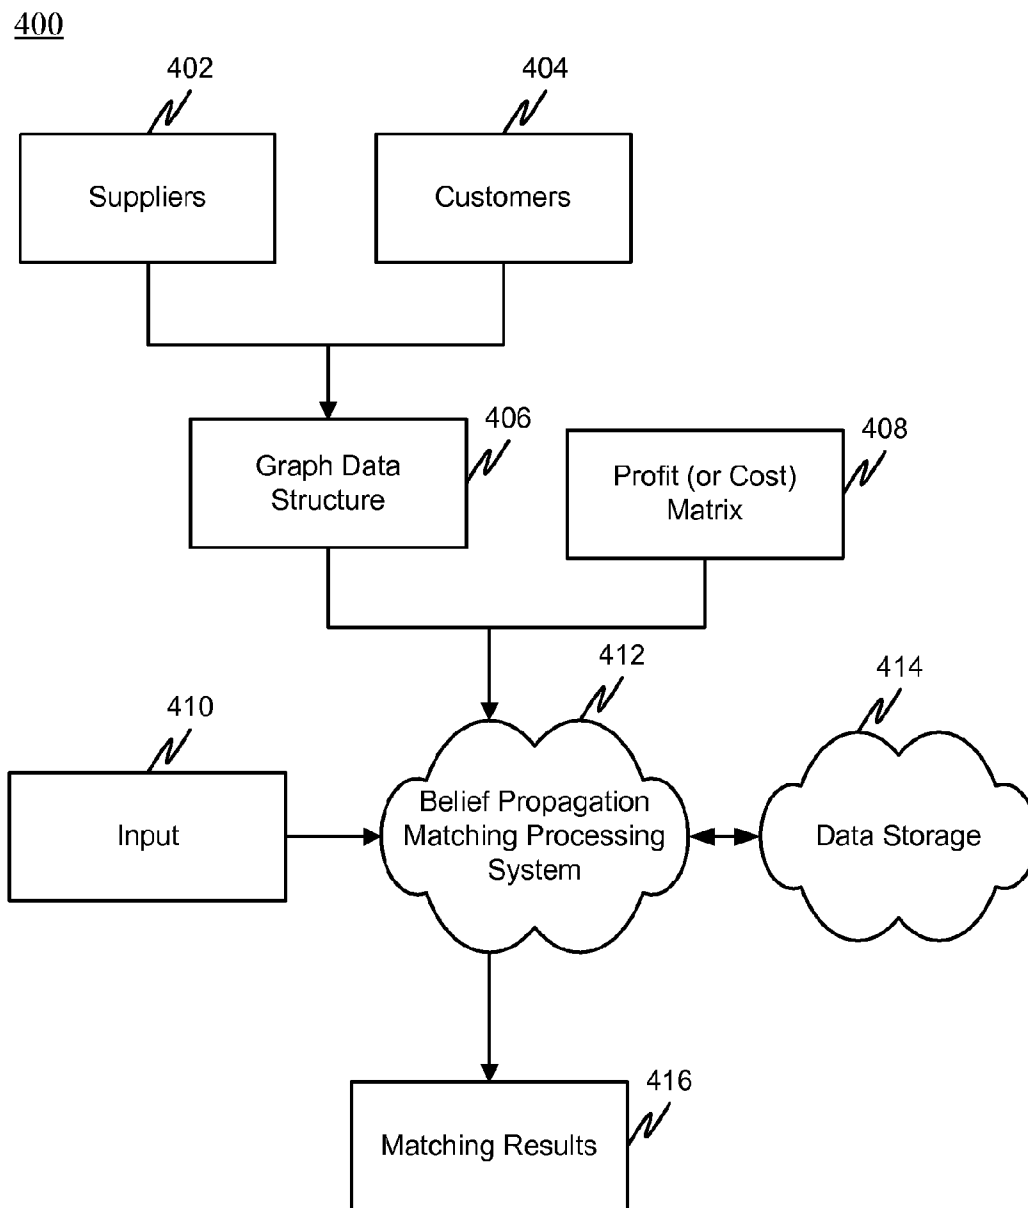 400
402
404
Suppliers
Customers
406
408
Graph Data
Structure
Profit (or Cost)
Matrix
412
414
410
Input
Belief Propagation
Matching Processing
System
Data Storage
416
Matching Results